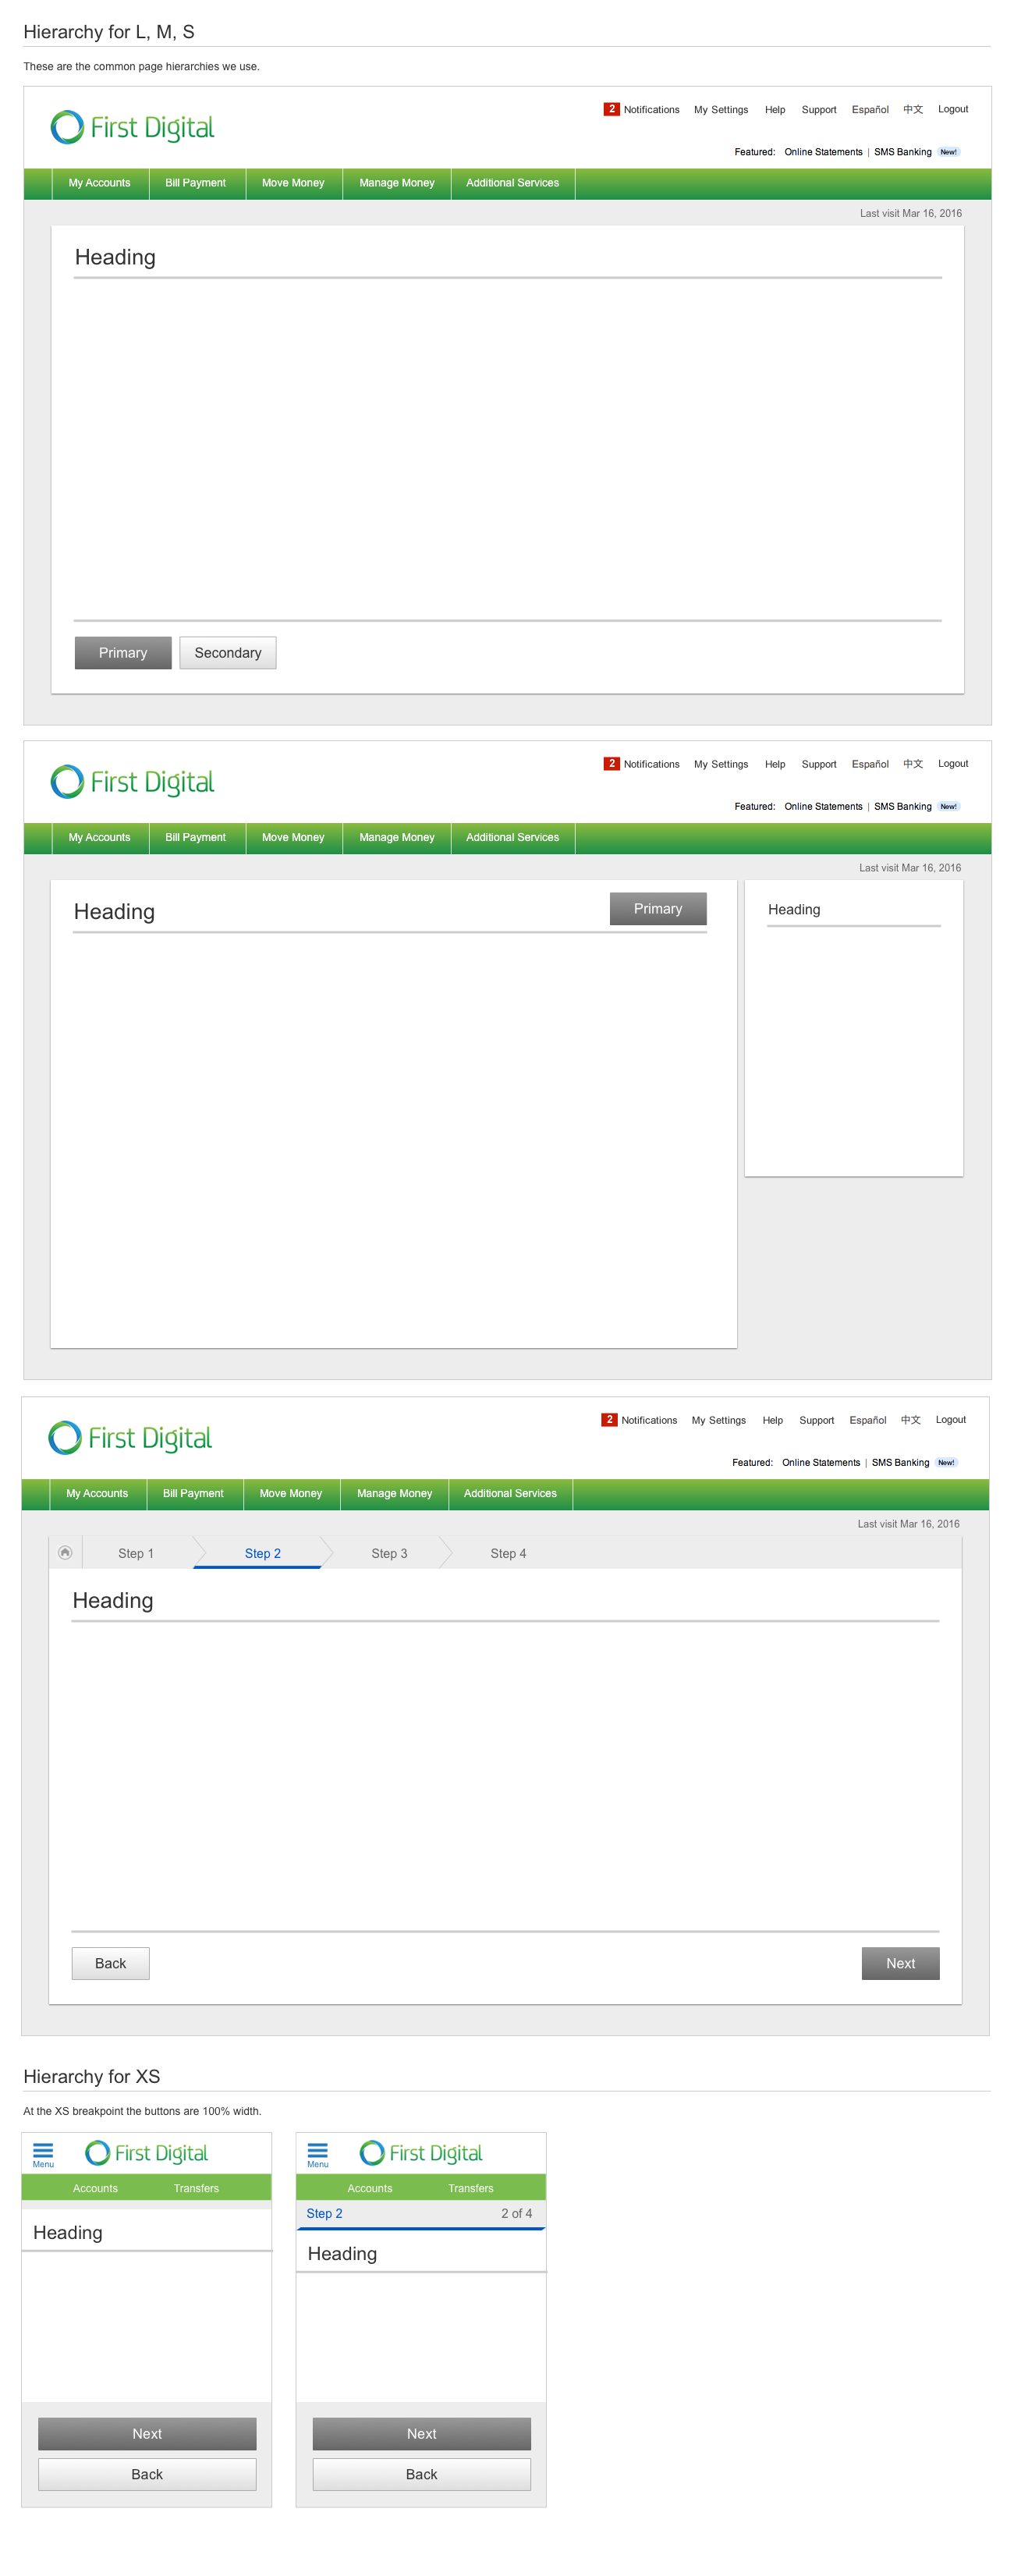 Hierarchy for L, M, S
These are the common page hierarchies we use.
2 Notifications My Settings Help Support Español 中文 Logout
First Digital
Featured: Online Statements | SMS Banking New!
My Accounts Bill Payment Move Money Manage Money Additional Services
Last visit Mar 16, 2016
Heading
Primary Secondary
2 Notifications My Settings Help Support Español 中文 Logout
First Digital
Featured: Online Statements | SMS Banking New!
My Accounts Bill Payment Move Money Manage Money Additional Services
Last visit Mar 16, 2016
Heading Primary Heading
2 Notifications My Settings Help Support Español 中文 Logout
First Digital
Featured: Online Statements | SMS Banking New!
My Accounts Bill Payment Move Money Manage Money Additional Services
Last visit Mar 16, 2016
Step 1 Step 2 Step 3 Step 4
Heading
Back Next
Hierarchy for XS
At the XS breakpoint the buttons are 100% width.
Menu First Digital
Accounts Transfers
Heading
Next
Back
Menu First Digital
Accounts Transfers
Step 2 2 of 4
Heading
Next
Back